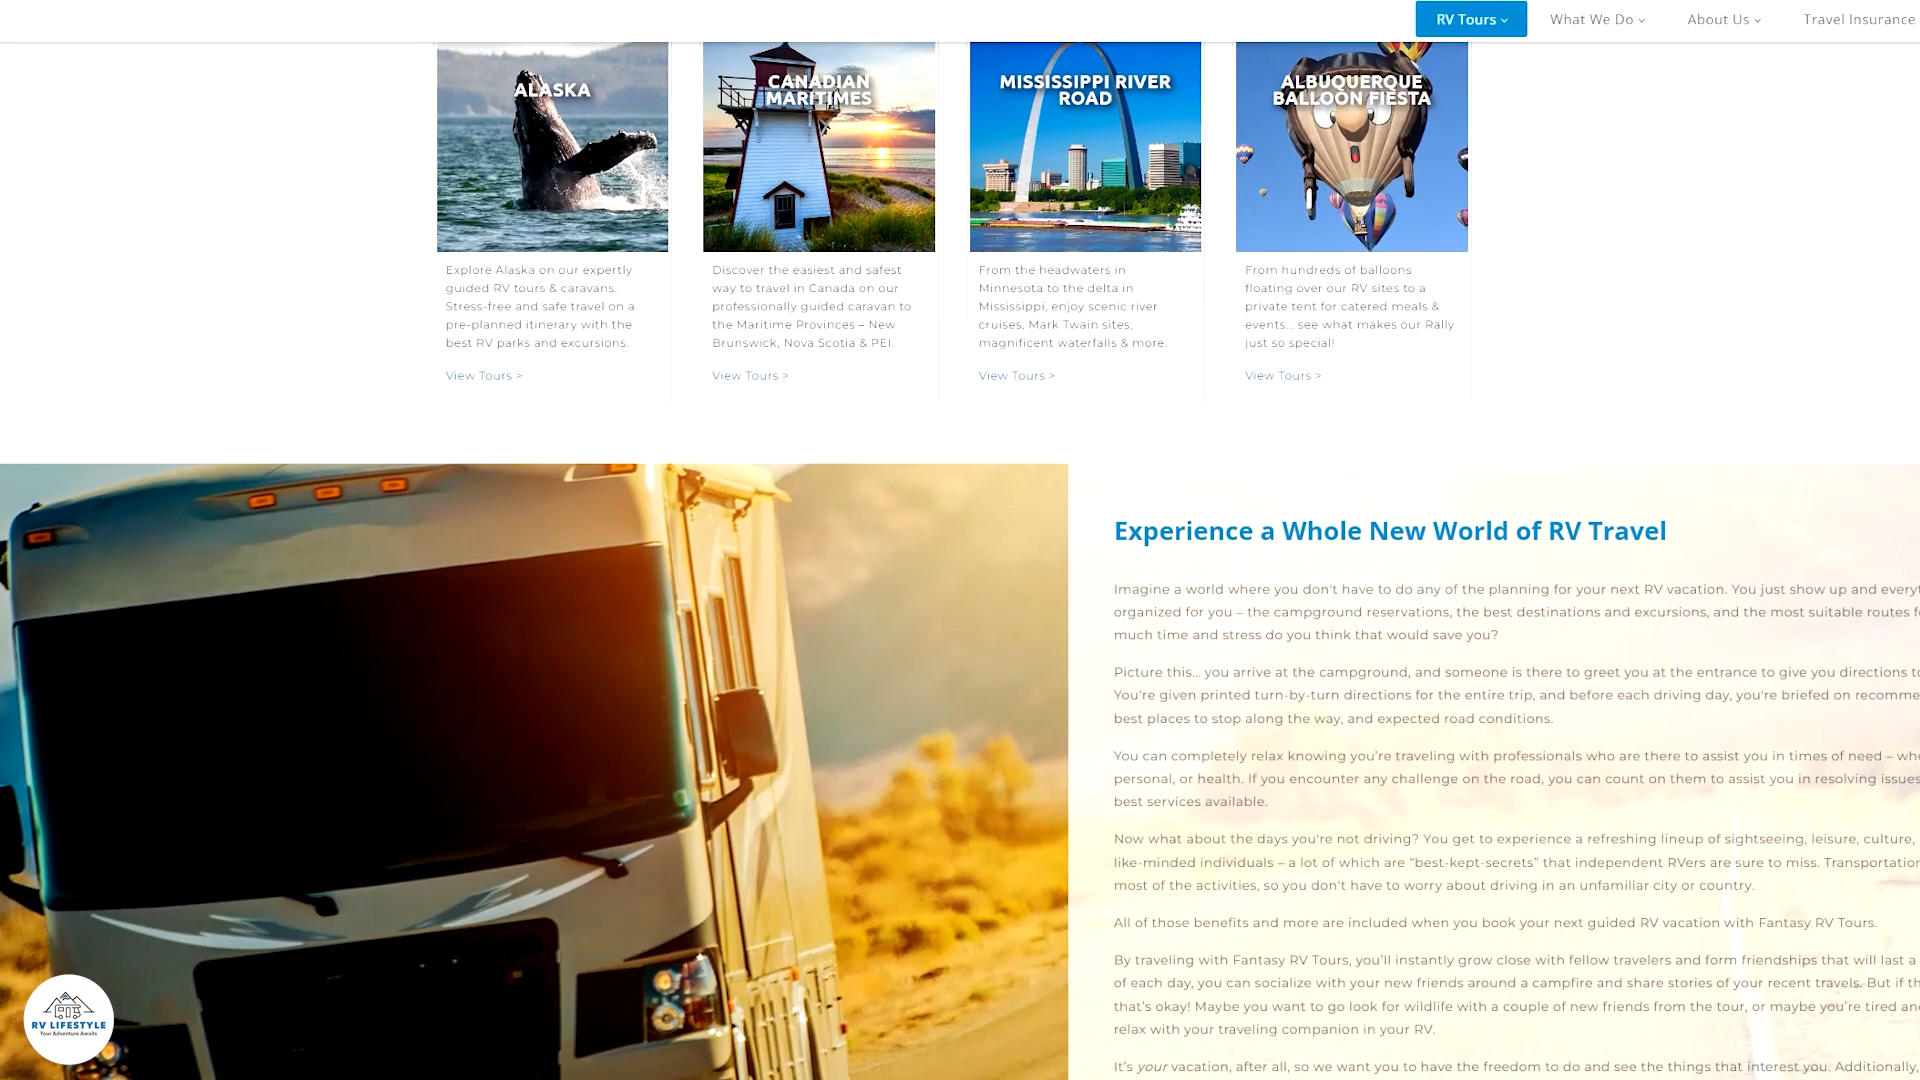 RV Tours
What We Do
About Us
Travel Insurance
ALASKA
CANADIAN
MARITIMES
MISSISSIPPI RIVER
ROAD
ALBUQUERQUE
BALLOON FIESTA
Explore Alaska on our expertly
guided RV tours & caravans.
Stress-free and safe travel on a
pre-planned itinerary with the
best RV parks and excursions.
View Tours >
Discover the easiest and safest
way to travel in Canada on our
professionally guided caravan to
the Maritime Provinces – New
Brunswick, Nova Scotia & PEI.
View Tours >
From the headwaters in
Minnesota to the delta in
Mississippi, enjoy scenic river
cruises, Mark Twain sites,
magnificent waterfalls & more.
View Tours >
From hundreds of balloons
floating over our RV sites to a
private tent for catered meals &
events... see what makes our Rally
just so special!
View Tours >
Experience a Whole New World of RV Travel
Imagine a world where you don't have to do any of the planning for your next RV vacation. You just show up and everyt
organized for you – the campground reservations, the best destinations and excursions, and the most suitable routes f
much time and stress do you think that would save you?
Picture this... you arrive at the campground, and someone is there to greet you at the entrance to give you directions to
You're given printed turn-by-turn directions for the entire trip, and before each driving day, you're briefed on recomme
best places to stop along the way, and expected road conditions.
You can completely relax knowing you're traveling with professionals who are there to assist you in times of need – whe
personal, or health. If you encounter any challenge on the road, you can count on them to assist you in resolving issues
best services available.
Now what about the days you're not driving? You get to experience a refreshing lineup of sightseeing, leisure, culture,
like-minded individuals – a lot of which are “best-kept-secrets” that independent RVers are sure to miss. Transportation
most of the activities, so you don't have to worry about driving in an unfamiliar city or country.
All of those benefits and more are included when you book your next guided RV vacation with Fantasy RV Tours.
By traveling with Fantasy RV Tours, you'll instantly grow close with fellow travelers and form friendships that will last a
of each day, you can socialize with your new friends around a campfire and share stories of your recent travels. But if th
that's okay! Maybe you want to go look for wildlife with a couple of new friends from the tour, or maybe you're tired an
relax with your traveling companion in your RV.
It's your vacation, after all, so we want you to have the freedom to do and see the things that interest you. Additionally,
RV LIFESTYLE
Your Adventure Awaits